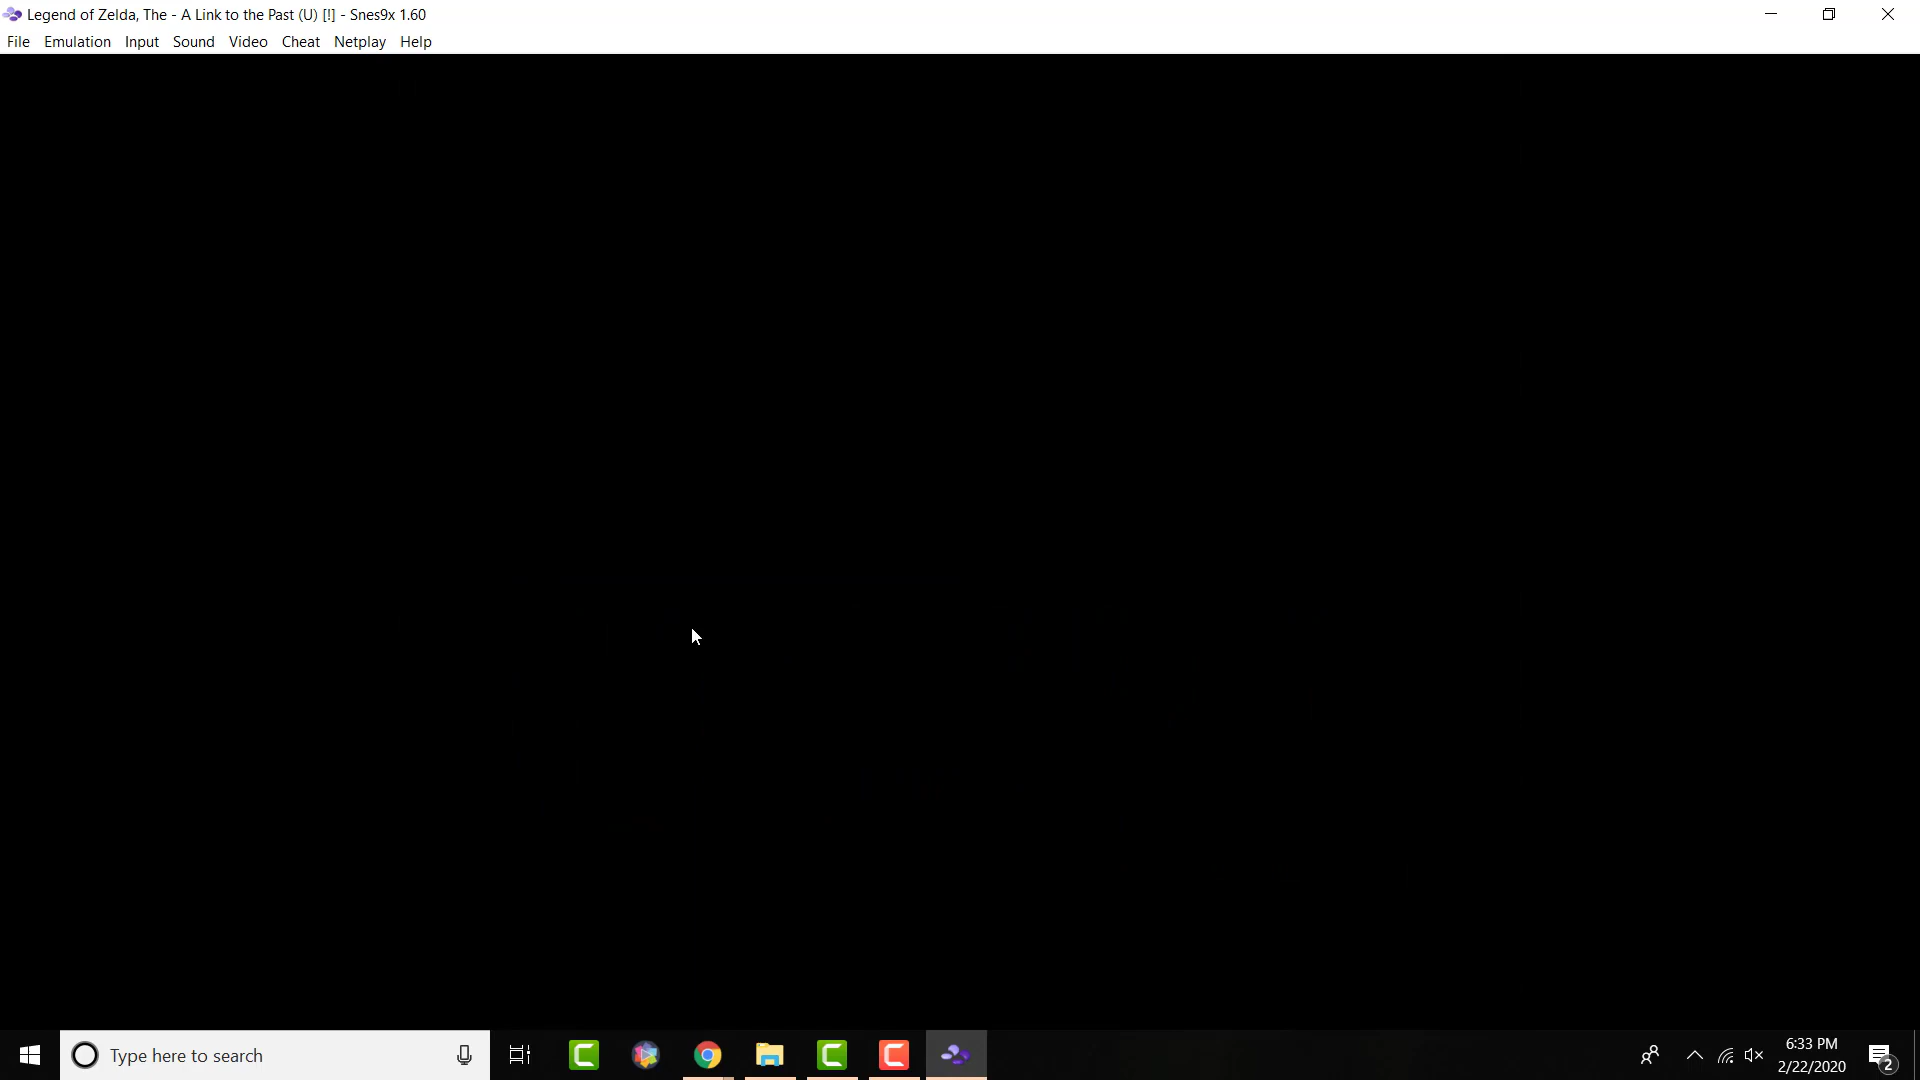 Legend of Zelda, The - A Link to the Past (U) [!] - Snes9x 1.60
File Emulation Input Sound Video Cheat Netplay Help
Type here to search
6:33 PM
2/22/2020
2